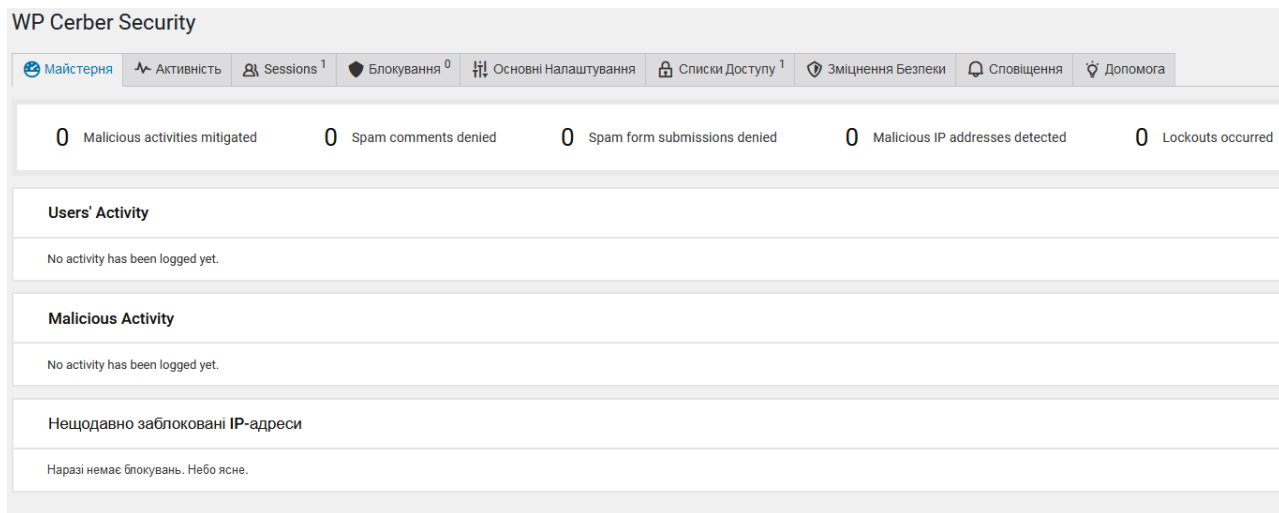 WP Cerber Security
Майстерня Активність Sessions 1 Блокування 0 Основні Налаштування Списки Доступу 1 Зміцнення Безпеки Сповіщення Допомога
0 Malicious activities mitigated 0 Spam comments denied 0 Spam form submissions denied 0 Malicious IP addresses detected 0 Lockouts occurred
Users' Activity
No activity has been logged yet.
Malicious Activity
No activity has been logged yet.
Нещодавно заблоковані IP-адреси
Наразі немає блокувань. Небо ясне.